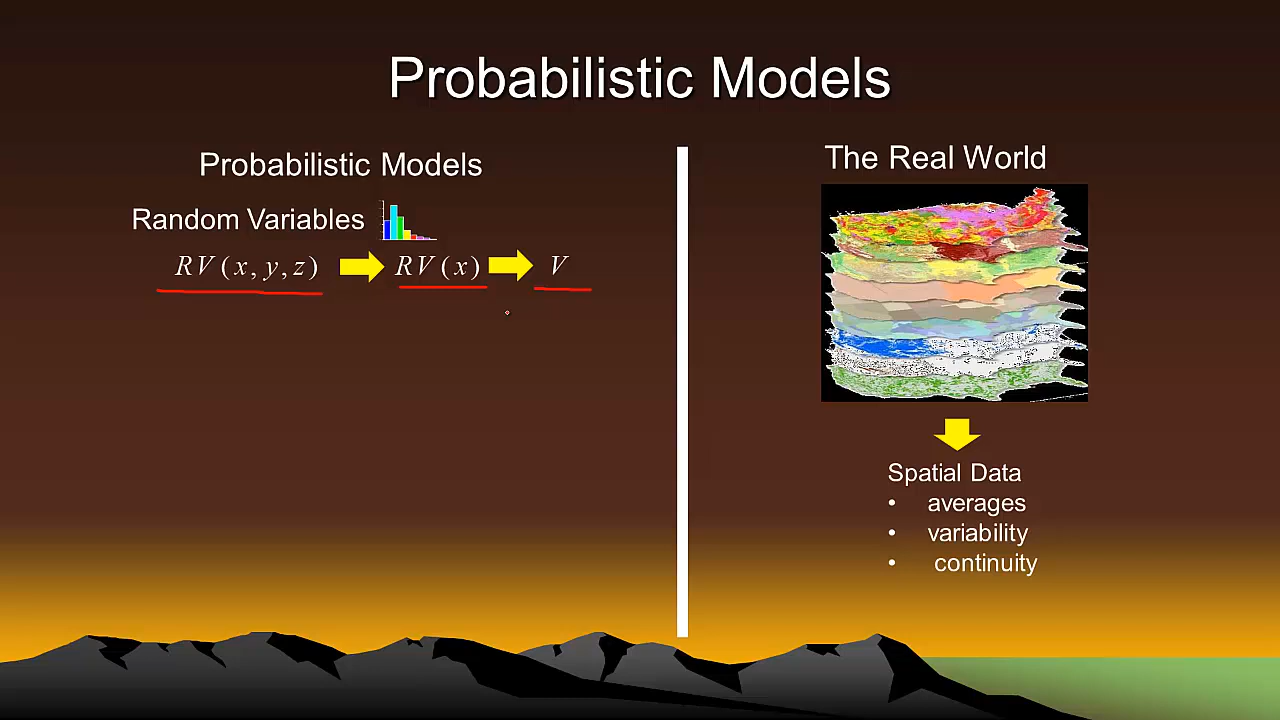 Probabilistic Models
Probabilistic Models
Random Variables
RV(x, y, z) RV(x) V
The Real World
Spatial Data
• averages
• variability
• continuity